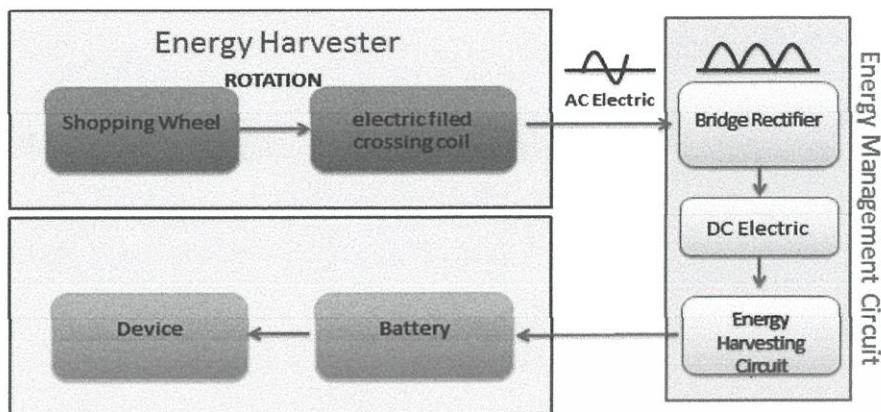 Energy Harvester
ROTATION
Shopping Wheel
electric filed
crossing coil
AC Electric
Bridge Rectifier
DC Electric
Energy
Harvesting
Circuit
Energy Management Circuit
Battery
Device